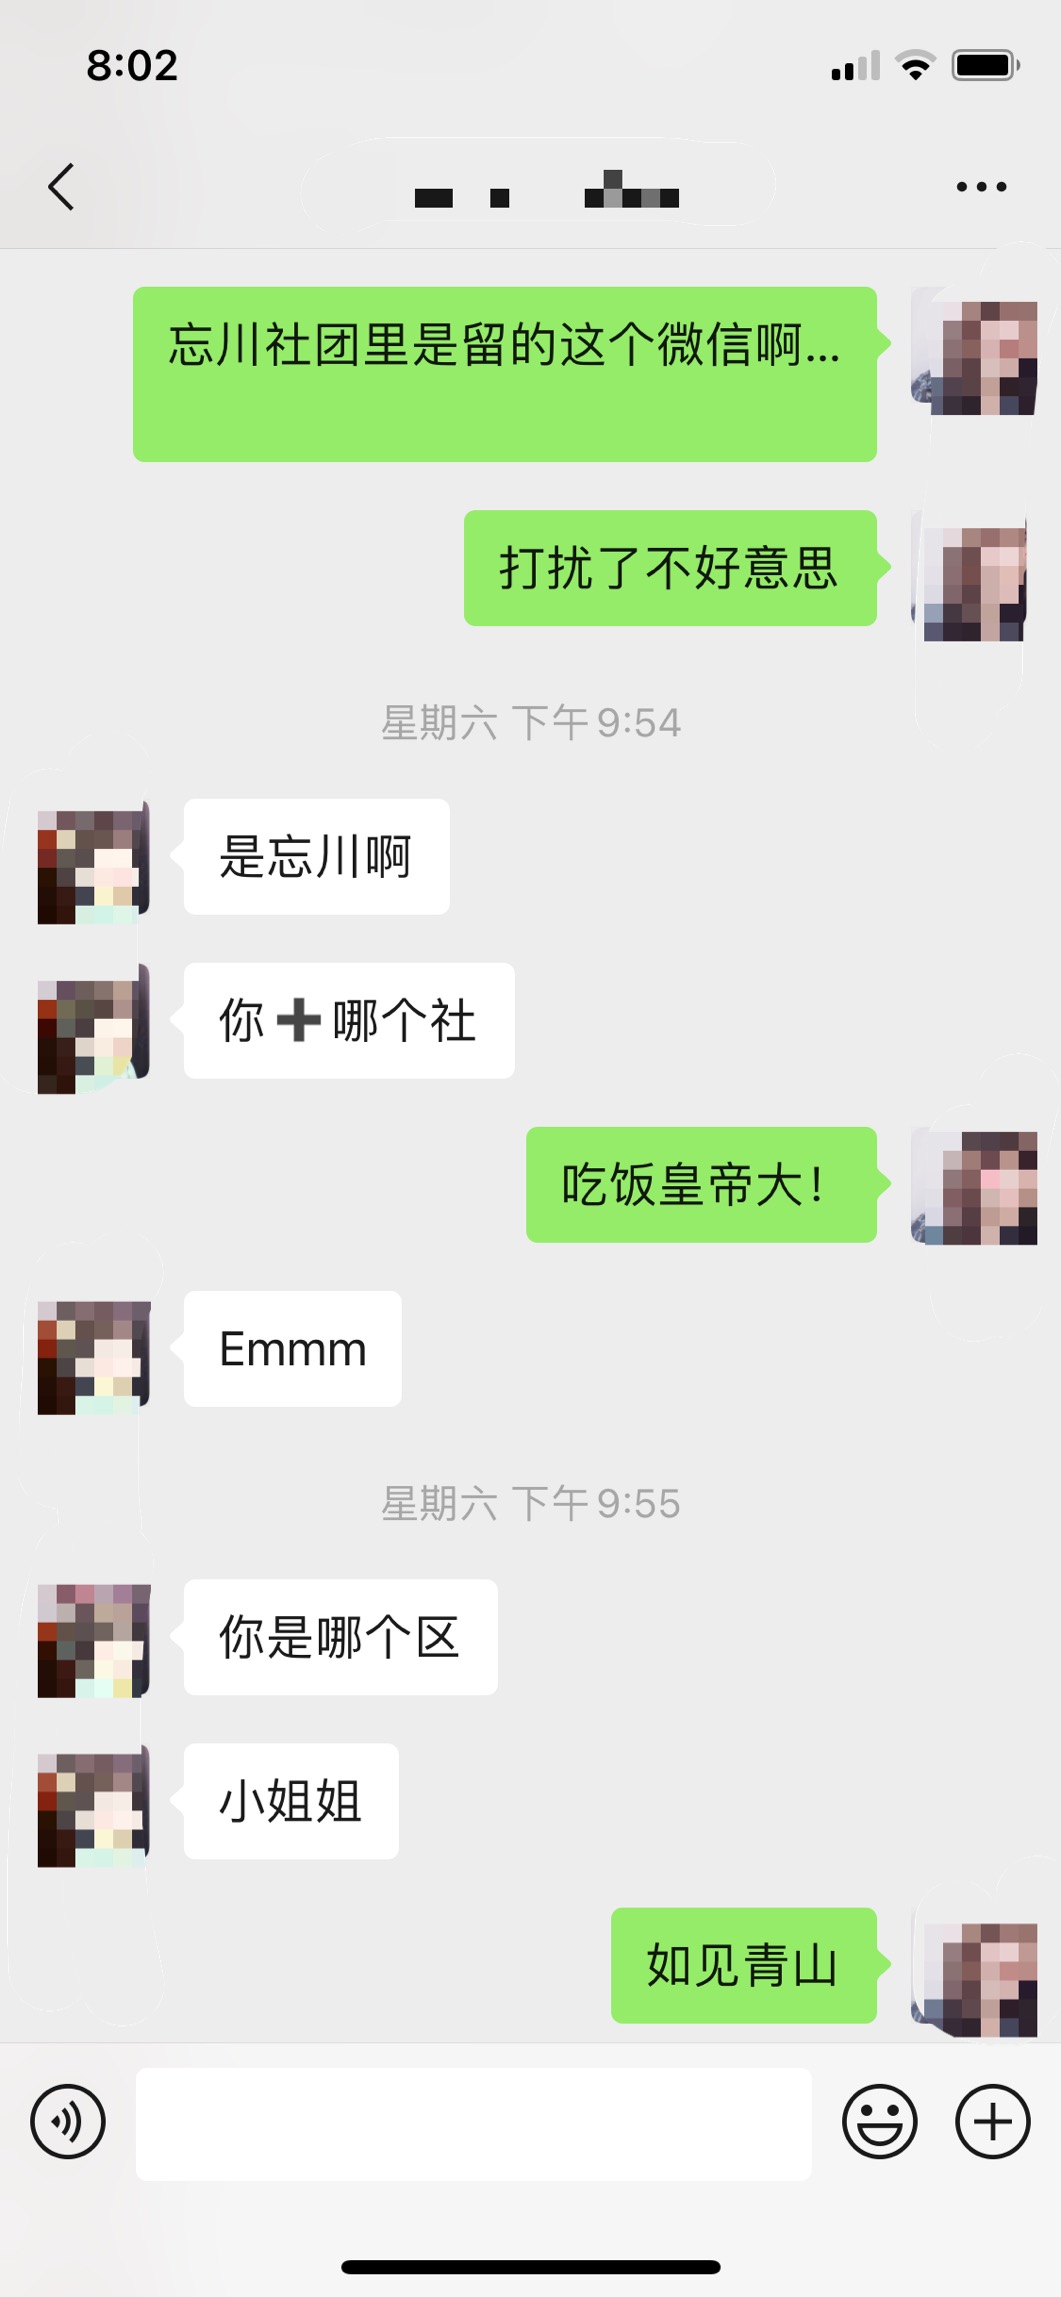 8:02
忘川社团里是留的这个微信啊...
打扰了不好意思
星期六 下午9:54
是忘川啊
你➕哪个社
吃饭皇帝大！
Emmm
星期六 下午9:55
你是哪个区
小姐姐
如见青山